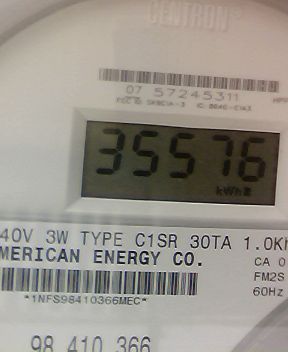 CENTRON®
07 57245311
35576
kWh
40V 3W TYPE C1SR 30TA 1.0Kh
MERICAN ENERGY CO.
CA 0
FM2S
*1NFS98410366MEC*
60Hz
98 410 366